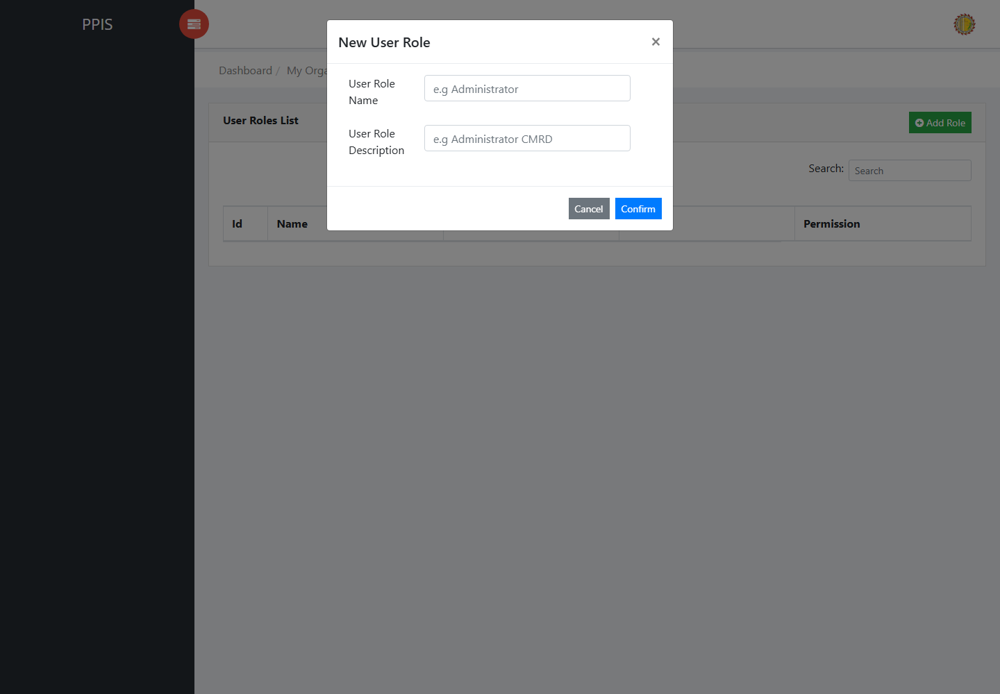 PPIS
New User Role
×
Dashboard / My Orga
User Role
Name
e.g Administrator
User Roles List
Add Role
User Role
Description
e.g Administrator CMRD
Search:
Search
Cancel
Confirm
Id
Name
Permission